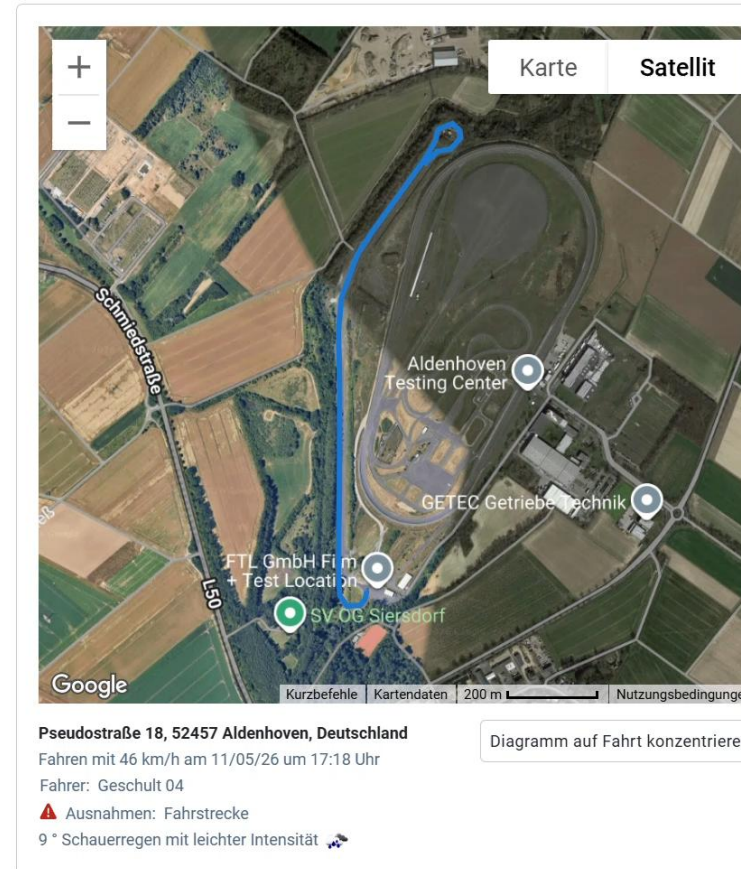 +
−
Karte
Satellit
Schmiedstraße
Aldenhoven
Testing Center
GETEC Getriebe Technik
FTL GmbH Film
+ Test Location
L50
SV OG Siersdorf
Google
Kurzbefehle
Kartendaten
200 m
Nutzungsbedingunge
Pseudostraße 18, 52457 Aldenhoven, Deutschland
Diagramm auf Fahrt konzentriere
Fahren mit 46 km/h am 11/05/26 um 17:18 Uhr
Fahrer: Geschult 04
Ausnahmen: Fahrstrecke
9 ° Schauerregen mit leichter Intensität